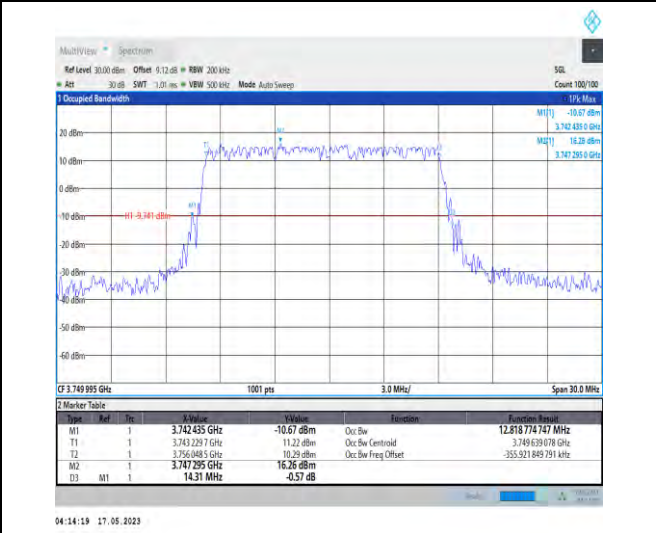 MultiView Spectrum
Ref Level 30.00 dBm Offset 9.12 dB RBW 200 kHz SGL
Att 30 dB SWT 1.01 ms VBW 500 kHz Mode Auto Sweep Count 100/100
1 Occupied Bandwidth 1Pk Max
M1[1] -10.67 dBm
3.742 435 0 GHz
M2[1] 16.26 dBm
3.747 295 0 GHz
20 dBm
10 dBm
0 dBm
-10 dBm
H1 -9.741 dBm
-20 dBm
-30 dBm
-40 dBm
-50 dBm
-60 dBm
M2
M1
CF 3.749 995 GHz 1001 pts 3.0 MHz/ Span 30.0 MHz
2 Marker Table
Type Ref Trc X-Value Y-Value Function Function Result
M1 1 3.742 435 GHz -10.67 dBm Occ Bw 12.818 774 747 MHz
T1 1 3.743 229 7 GHz 11.22 dBm Occ Bw Centroid 3.749 639 078 GHz
T2 1 3.756 048 5 GHz 10.29 dBm Occ Bw Freq Offset -355.921 849 791 kHz
M2 1 3.747 295 GHz 16.26 dBm
D3 M1 1 14.31 MHz -0.57 dB
04:14:19 17.05.2023